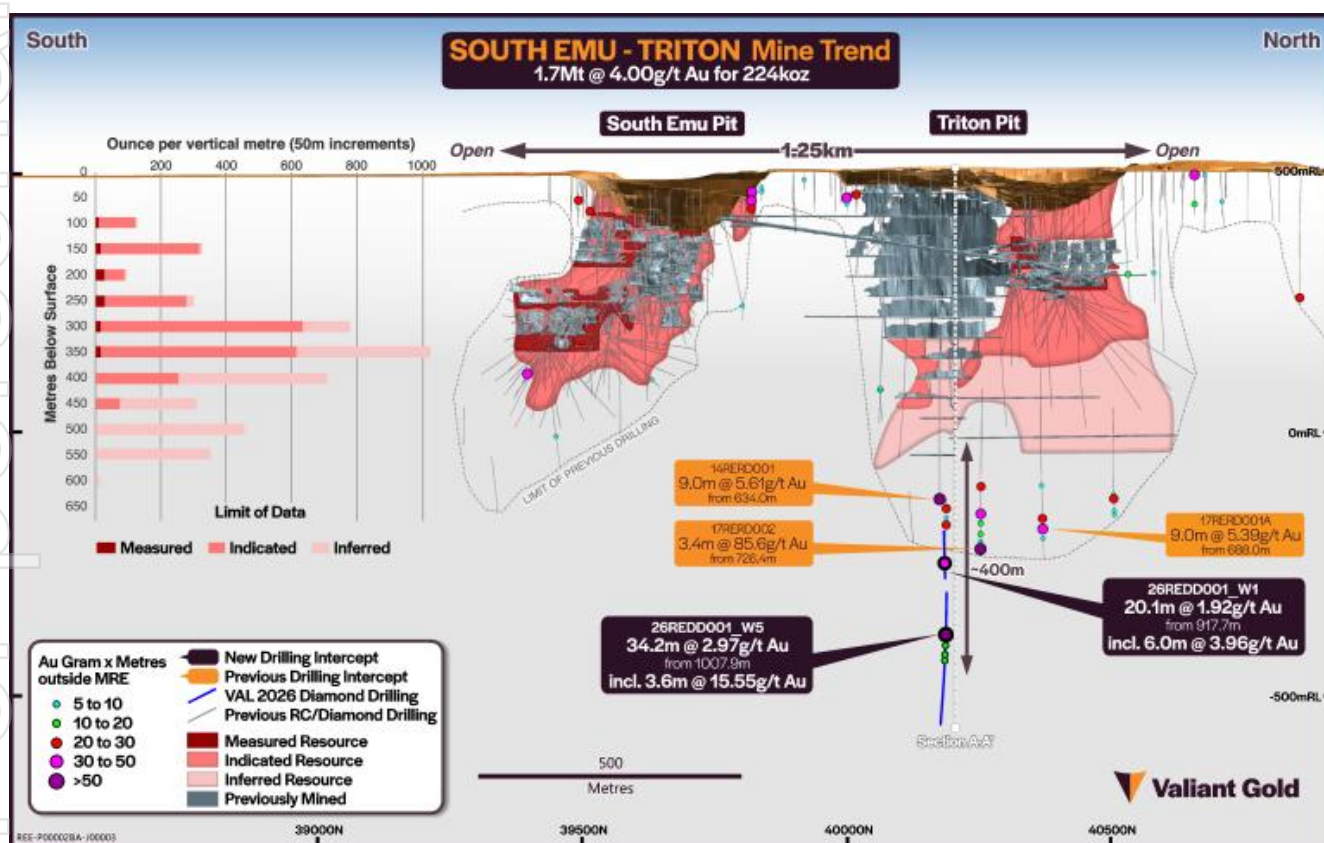 South
North
SOUTH EMU - TRITON Mine Trend
1.7Mt @ 4.00g/t Au for 224koz
South Emu Pit
Triton Pit
Open
1.25km
Open
Ounce per vertical metre (50m increments)
200
400
600
800
1000
Metres Below Surface
0
50
100
150
200
250
300
350
400
450
500
550
600
650
Limit of Data
Measured
Indicated
Inferred
500mRL
0mRL
-500mRL
LIMIT OF PREVIOUS DRILLING
14RERD001
9.0m @ 5.61g/t Au
from 634.0m
17RERD002
3.4m @ 85.6g/t Au
from 726.4m
17RERD001A
9.0m @ 5.39g/t Au
from 688.0m
~400m
26REDD001_W1
20.1m @ 1.92g/t Au
from 917.7m
incl. 6.0m @ 3.96g/t Au
26REDD001_W5
34.2m @ 2.97g/t Au
from 1007.9m
incl. 3.6m @ 15.55g/t Au
Section A-A'
Au Gram x Metres
outside MRE
5 to 10
10 to 20
20 to 30
30 to 50
>50
New Drilling Intercept
Previous Drilling Intercept
VAL 2026 Diamond Drilling
Previous RC/Diamond Drilling
Measured Resource
Indicated Resource
Inferred Resource
Previously Mined
500
Metres
Valiant Gold
39000N
39500N
40000N
40500N